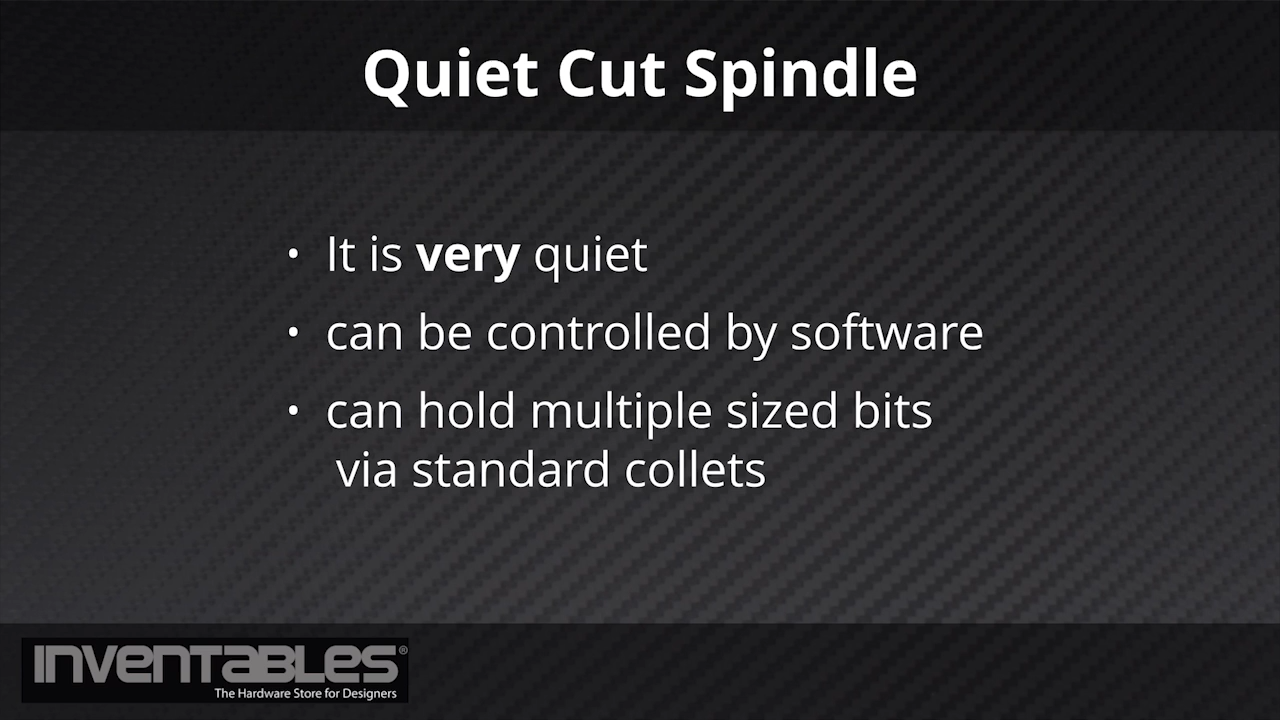 Quiet Cut Spindle
• It is very quiet
• can be controlled by software
• can hold multiple sized bits
via standard collets
INVENTABLES®
The Hardware Store for Designers